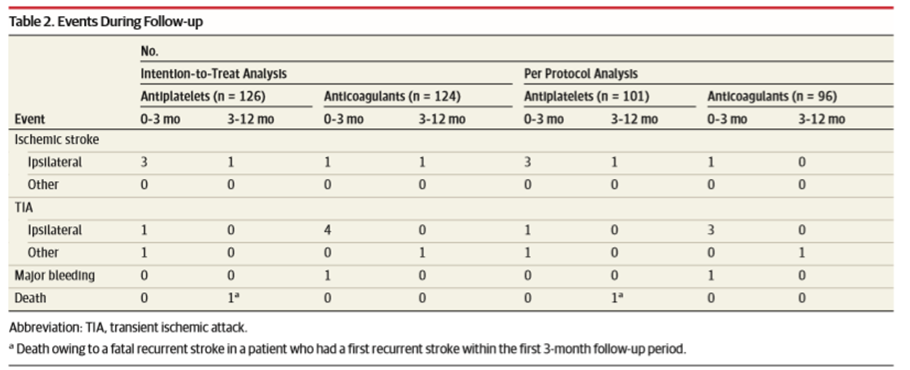 Table 2. Events During Follow-up
No.
Intention-to-Treat Analysis Per Protocol Analysis
Antiplatelets (n = 126) Anticoagulants (n = 124) Antiplatelets (n = 101) Anticoagulants (n = 96)
Event 0-3 mo 3-12 mo 0-3 mo 3-12 mo 0-3 mo 3-12 mo 0-3 mo 3-12 mo
Ischemic stroke
Ipsilateral 3 1 1 1 3 1 1 0
Other 0 0 0 0 0 0 0 0
TIA
Ipsilateral 1 0 4 0 1 0 3 0
Other 1 0 0 1 1 0 0 1
Major bleeding 0 0 1 0 0 0 1 0
Death 0 1ᵃ 0 0 0 1ᵃ 0 0
Abbreviation: TIA, transient ischemic attack.
ᵃ Death owing to a fatal recurrent stroke in a patient who had a first recurrent stroke within the first 3-month follow-up period.